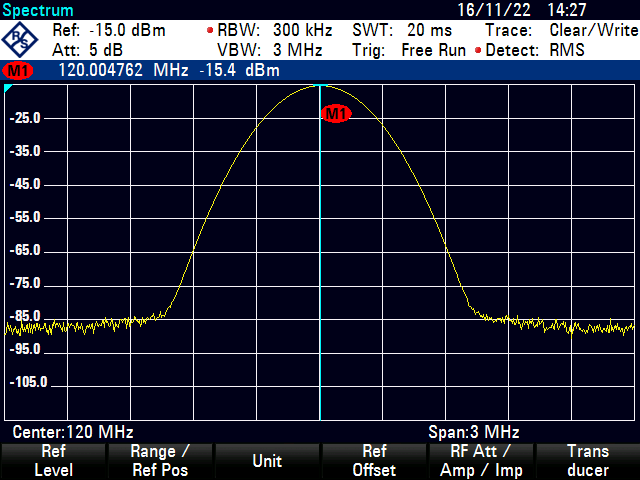 Spectrum 16/11/22 14:27
R&S Ref: -15.0 dBm RBW: 300 kHz SWT: 20 ms Trace: Clear/Write
Att: 5 dB VBW: 3 MHz Trig: Free Run Detect: RMS
M1 120.004762 MHz -15.4 dBm
M1
-25.0
-35.0
-45.0
-55.0
-65.0
-75.0
-85.0
-95.0
-105.0
Center:120 MHz Span:3 MHz
Ref Level
Range / Ref Pos
Unit
Ref Offset
RF Att / Amp / Imp
Trans ducer